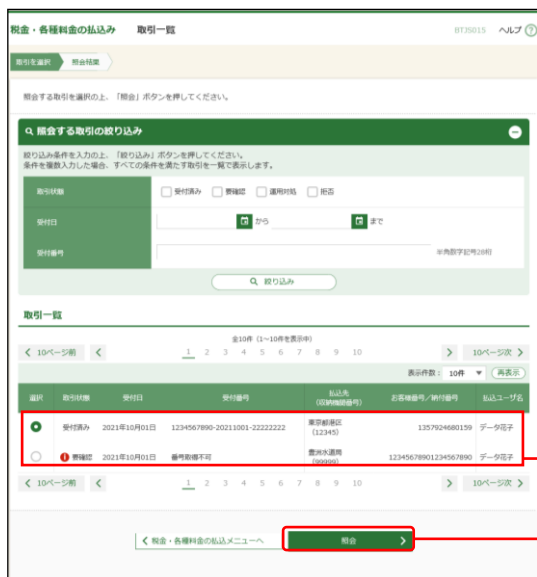 税金・各種料金の払込み 取引一覧 BTJS015 ヘルプ ?
取引を選択 照会結果
照会する取引を選択の上、「照会」ボタンを押してください。
照会する取引の絞り込み
絞り込み条件を入力の上、「絞り込み」ボタンを押してください。
条件を複数入力した場合、すべての条件を満たす取引を一覧で表示します。
取引状態 受付済み 要確認 運用対処 拒否
受付日 から まで
受付番号 半角数字記号28桁
絞り込み
取引一覧
全10件 (1~10件を表示中)
10ページ前 1 2 3 4 5 6 7 8 9 10 10ページ次
表示件数: 10件 再表示
選択 取引状態 受付日 受付番号 払込先 お客様番号/納付番号 払込ユーザ名
(収納機関番号)
受付済み 2021年10月01日 1234567890-20211001-22222222 東京都港区 1357924680159 データ花子
(12345)
要確認 2021年10月01日 番号取得不可 豊洲水道局 12345678901234567890 データ花子
(99999)
10ページ前 1 2 3 4 5 6 7 8 9 10 10ページ次
税金・各種料金の払込メニューへ 照会